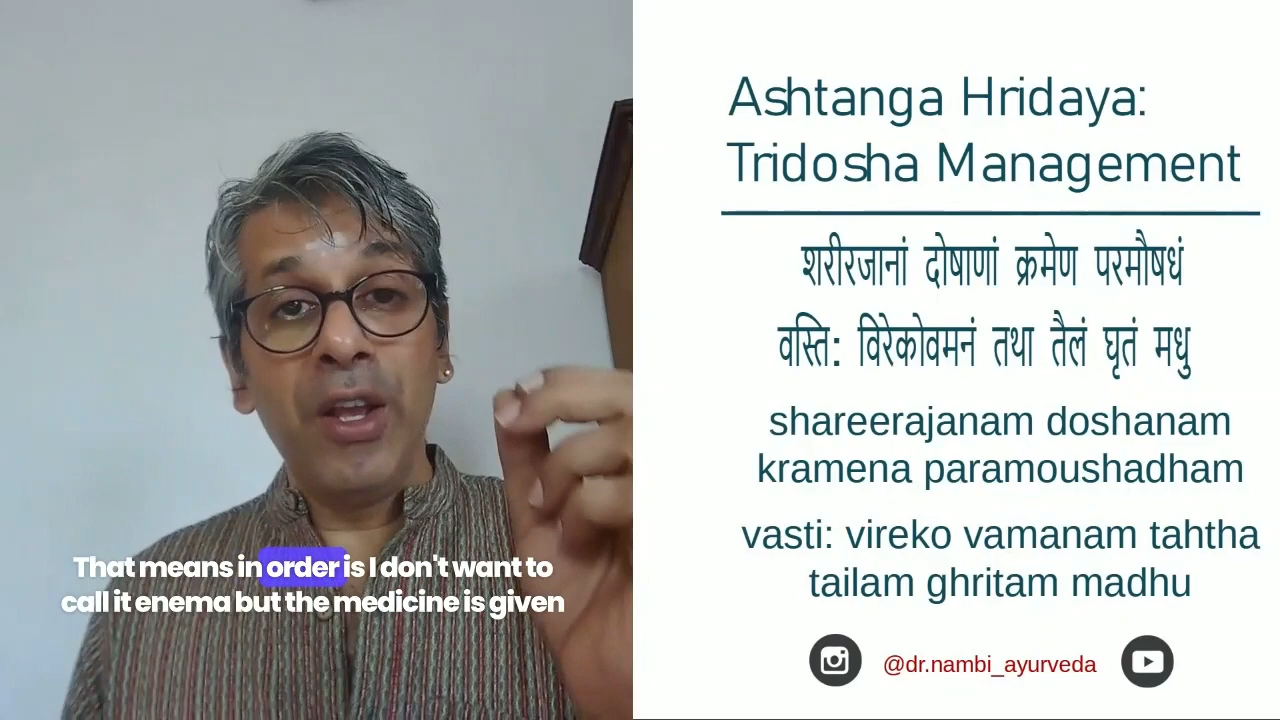 Ashtanga Hridaya:
Tridosha Management
शरीरजानां दोषाणां क्रमेण परमौषधं
वस्ति: विरेकोवमनं तथा तैलं घृतं मधु
shareerajanam doshanam
kramena paramoushadham
vasti: vireko vamanam tahtha
tailam ghritam madhu
@dr.nambi_ayurveda
That means in order is I don't want to
call it enema but the medicine is given